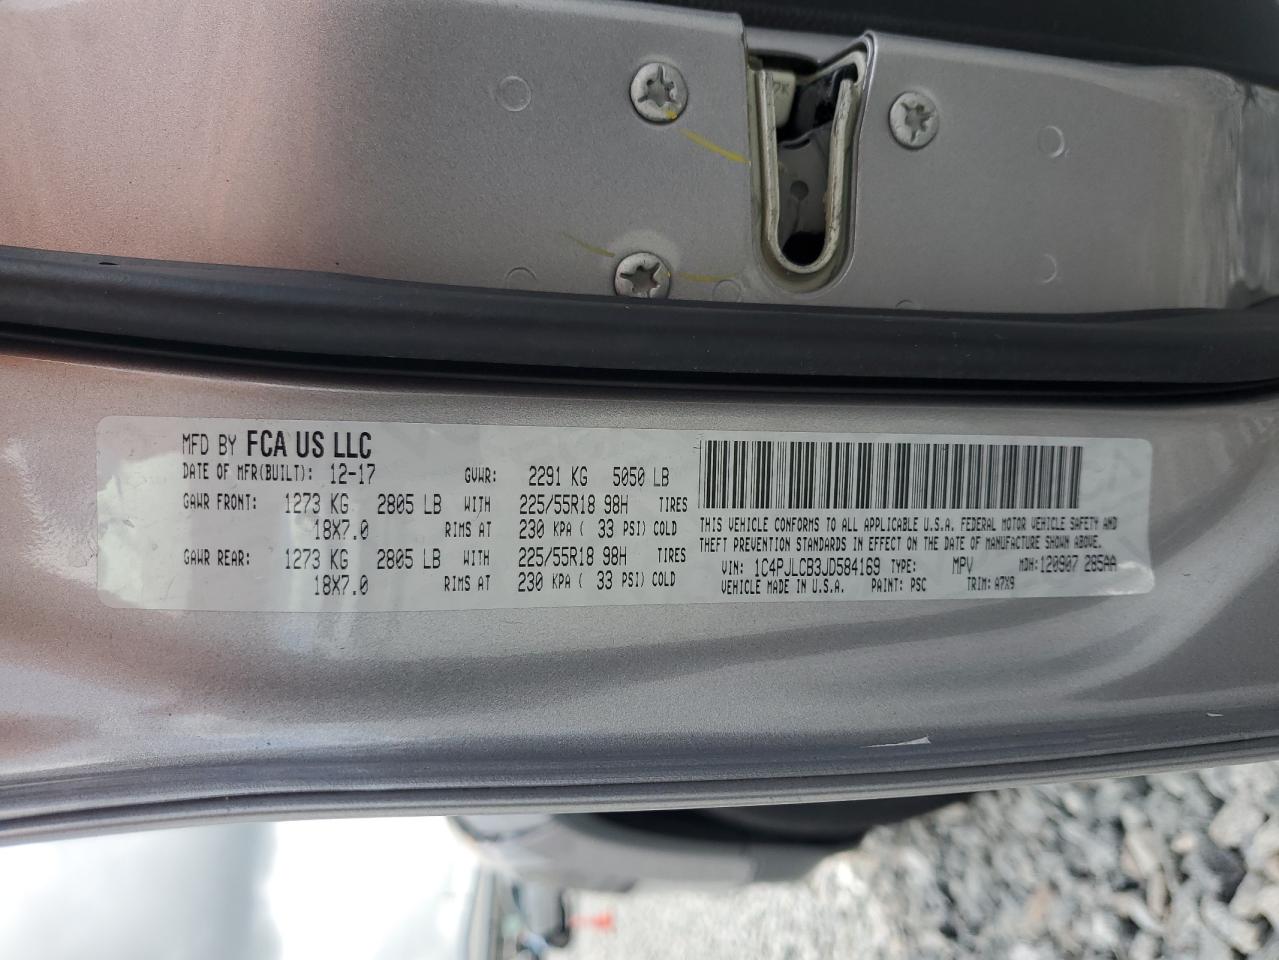 MFD BY FCA US LLC
DATE OF MFR(BUILT): 12-17 GVWR: 2291 KG 5050 LB
GAWR FRONT: 1273 KG 2805 LB WITH 225/55R18 98H TIRES
18X7.0 RIMS AT 230 KPA ( 33 PSI) COLD
GAWR REAR: 1273 KG 2805 LB WITH 225/55R18 98H TIRES
18X7.0 RIMS AT 230 KPA ( 33 PSI) COLD
THIS VEHICLE CONFORMS TO ALL APPLICABLE U.S.A. FEDERAL MOTOR VEHICLE SAFETY AND
THEFT PREVENTION STANDARDS IN EFFECT ON THE DATE OF MANUFACTURE SHOWN ABOVE.
VIN: 1C4PJLCB3JD584169 TYPE: MPV MDH: 120907 285AA
VEHICLE MADE IN U.S.A. PAINT: PSC TRIM: A7X9